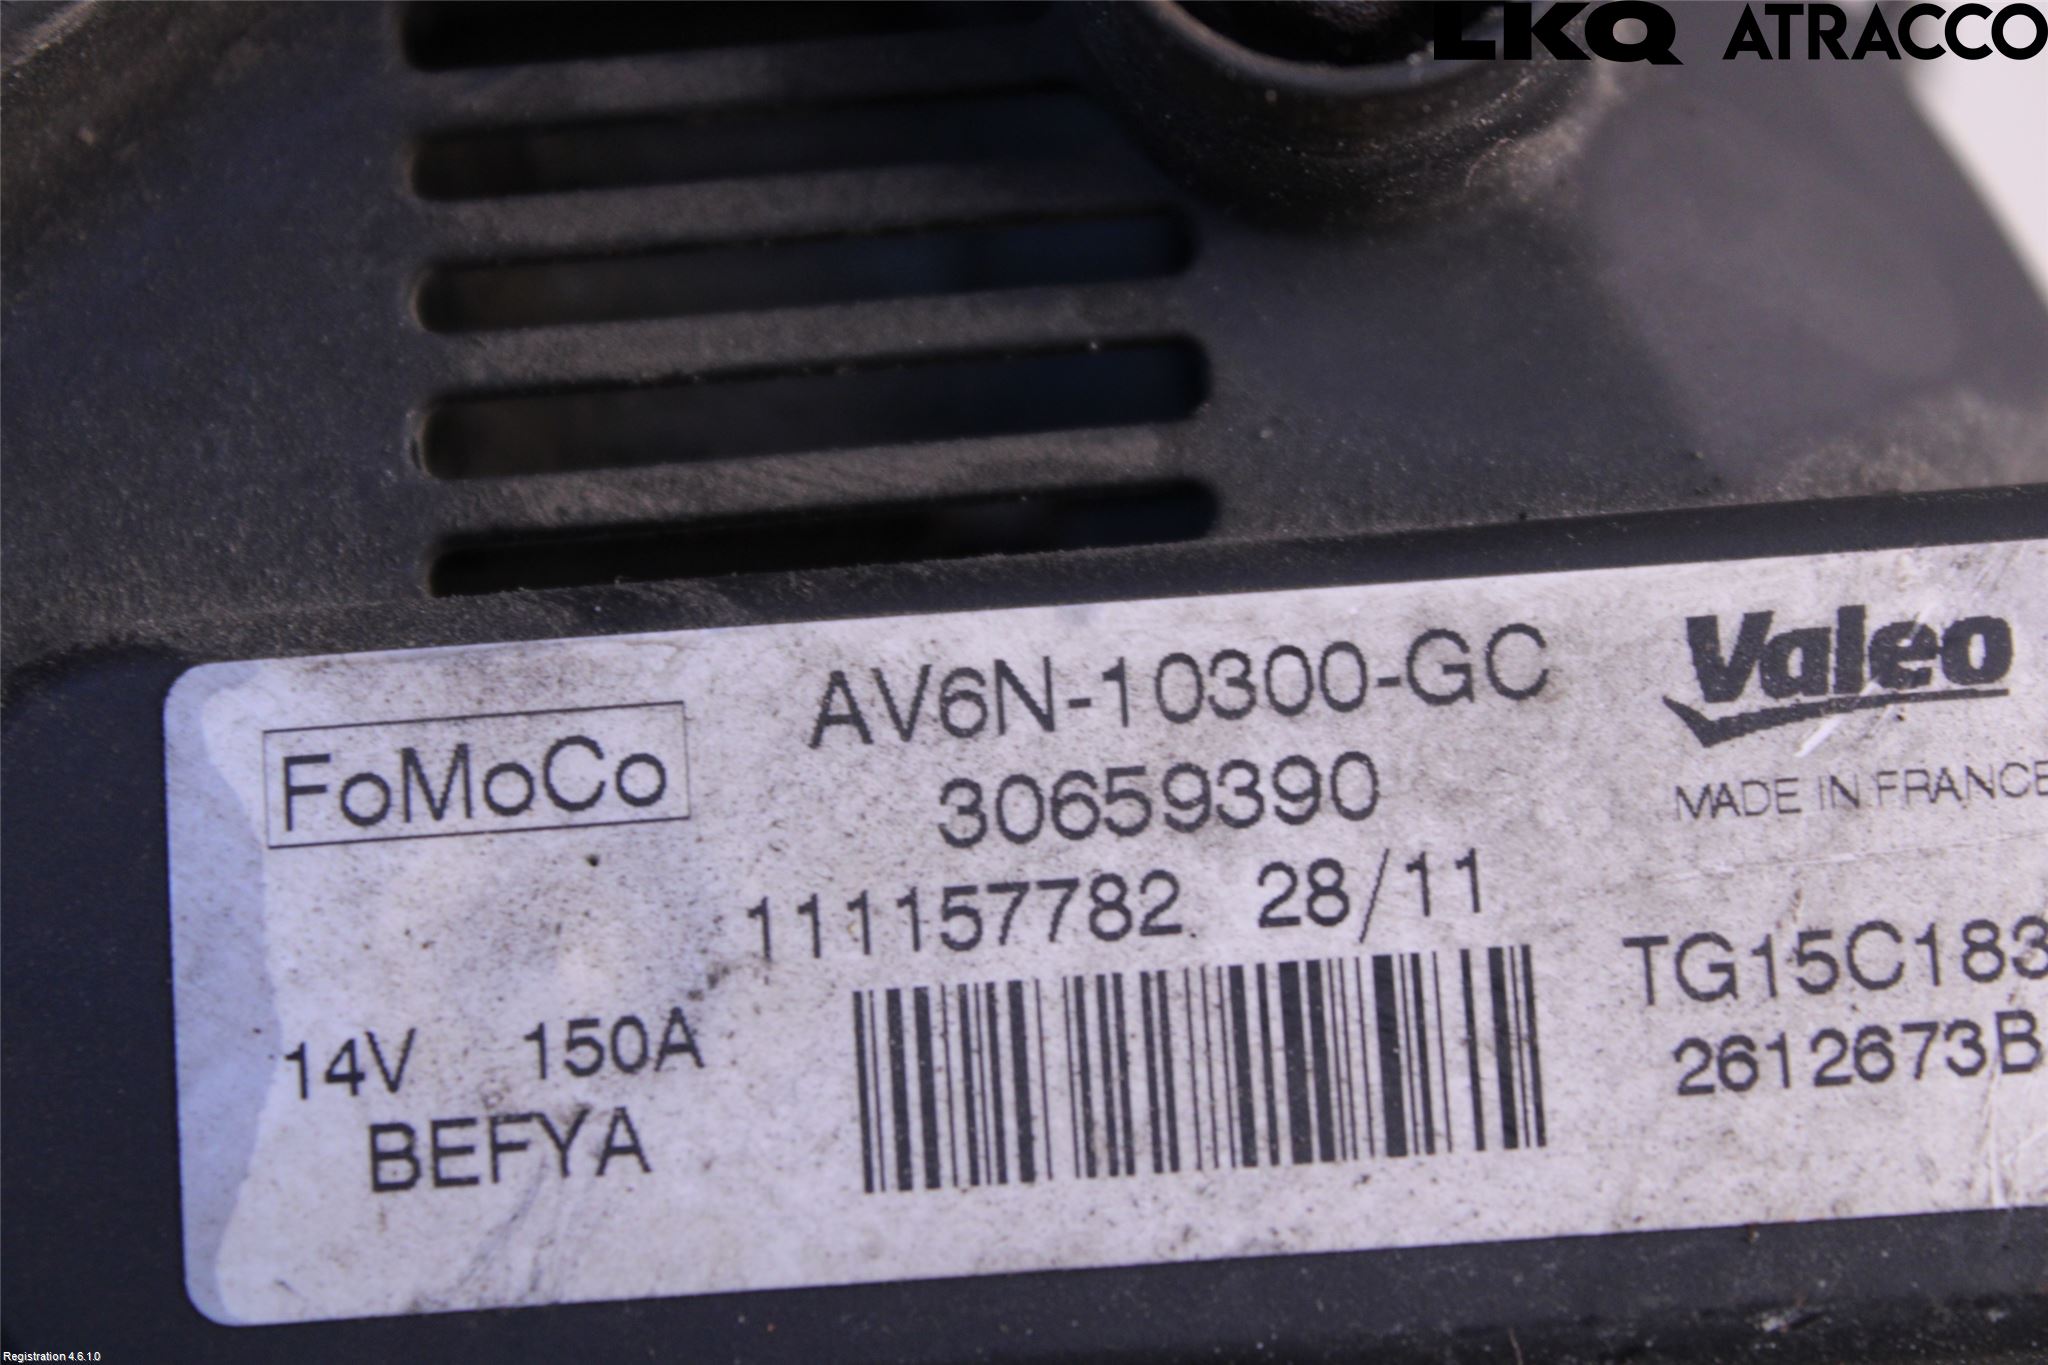 LKQ ATRACCO
FoMoCo
AV6N-10300-GC
30659390
111157782 28/11
Valeo
MADE IN FRANCE
TG15C183
2612673B
14V 150A
BEFYA
Registration 4.6.1.0